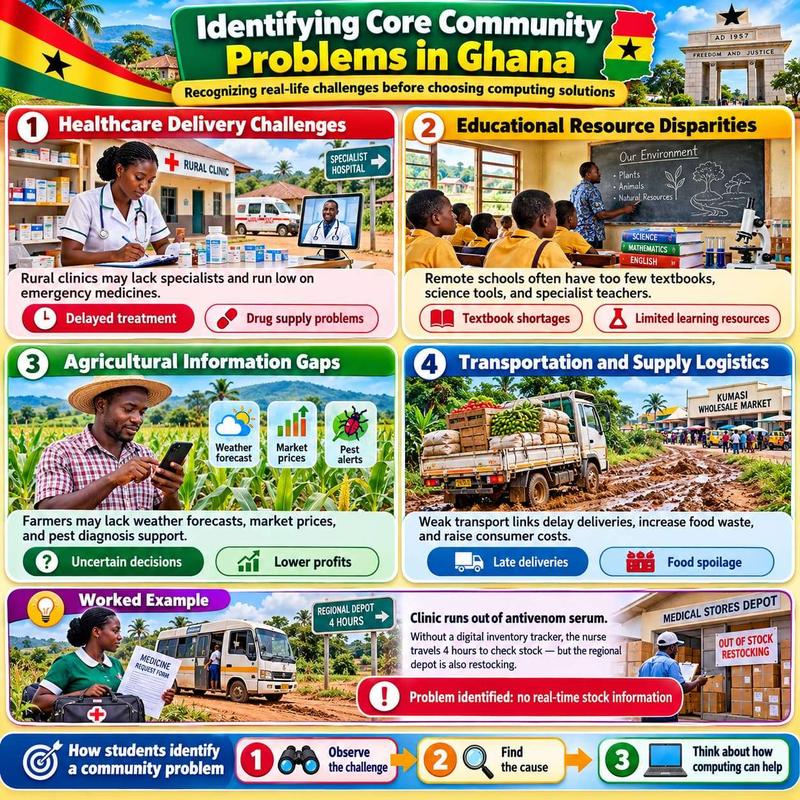 Identifying Core Community
Problems in Ghana
Recognizing real-life challenges before choosing computing solutions
AD 1957
FREEDOM AND JUSTICE
1 Healthcare Delivery Challenges
RURAL CLINIC
SPECIALIST
HOSPITAL
Rural clinics may lack specialists and run low on
emergency medicines.
Delayed treatment
Drug supply problems
2 Educational Resource Disparities
Our Environment
• Plants
• Animals
• Natural Resources
SCIENCE
MATHEMATICS
ENGLISH
Remote schools often have too few textbooks,
science tools, and specialist teachers.
Textbook shortages
Limited learning resources
3 Agricultural Information Gaps
Weather
forecast
Market
prices
Pest
alerts
Farmers may lack weather forecasts, market prices,
and pest diagnosis support.
? Uncertain decisions
Lower profits
4 Transportation and Supply Logistics
KUMASI
WHOLESALE MARKET
Weak transport links delay deliveries, increase food waste,
and raise consumer costs.
Late deliveries
Food spoilage
Worked Example
MEDICINE
REQUEST FORM
REGIONAL DEPOT
4 HOURS
Clinic runs out of antivenom serum.
Without a digital inventory tracker, the nurse
travels 4 hours to check stock — but the regional
depot is also restocking.
! Problem identified: no real-time stock information
MEDICAL STORES DEPOT
OUT OF STOCK
RESTOCKING
How students identify
a community problem
1 Observe
the challenge
2 Find
the cause
3 Think about how
computing can help